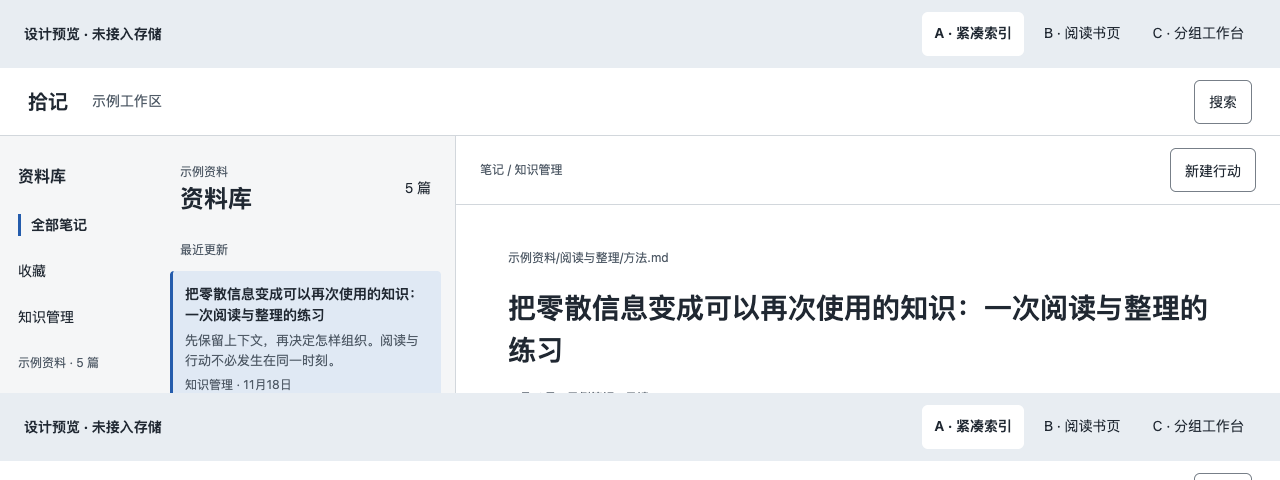 设计预览 · 未接入存储
A · 紧凑索引
B · 阅读书页
C · 分组工作台
拾记
示例工作区
搜索
资料库
全部笔记
收藏
知识管理
示例资料 · 5 篇
示例资料
资料库
5 篇
最近更新
把零散信息变成可以再次使用的知识：
一次阅读与整理的练习
先保留上下文，再决定怎样组织。阅读与
行动不必发生在同一时刻。
知识管理 · 11月18日
笔记 / 知识管理
新建行动
示例资料/阅读与整理/方法.md
把零散信息变成可以再次使用的知识：一次阅读与整理的
练习
设计预览 · 未接入存储
A · 紧凑索引
B · 阅读书页
C · 分组工作台